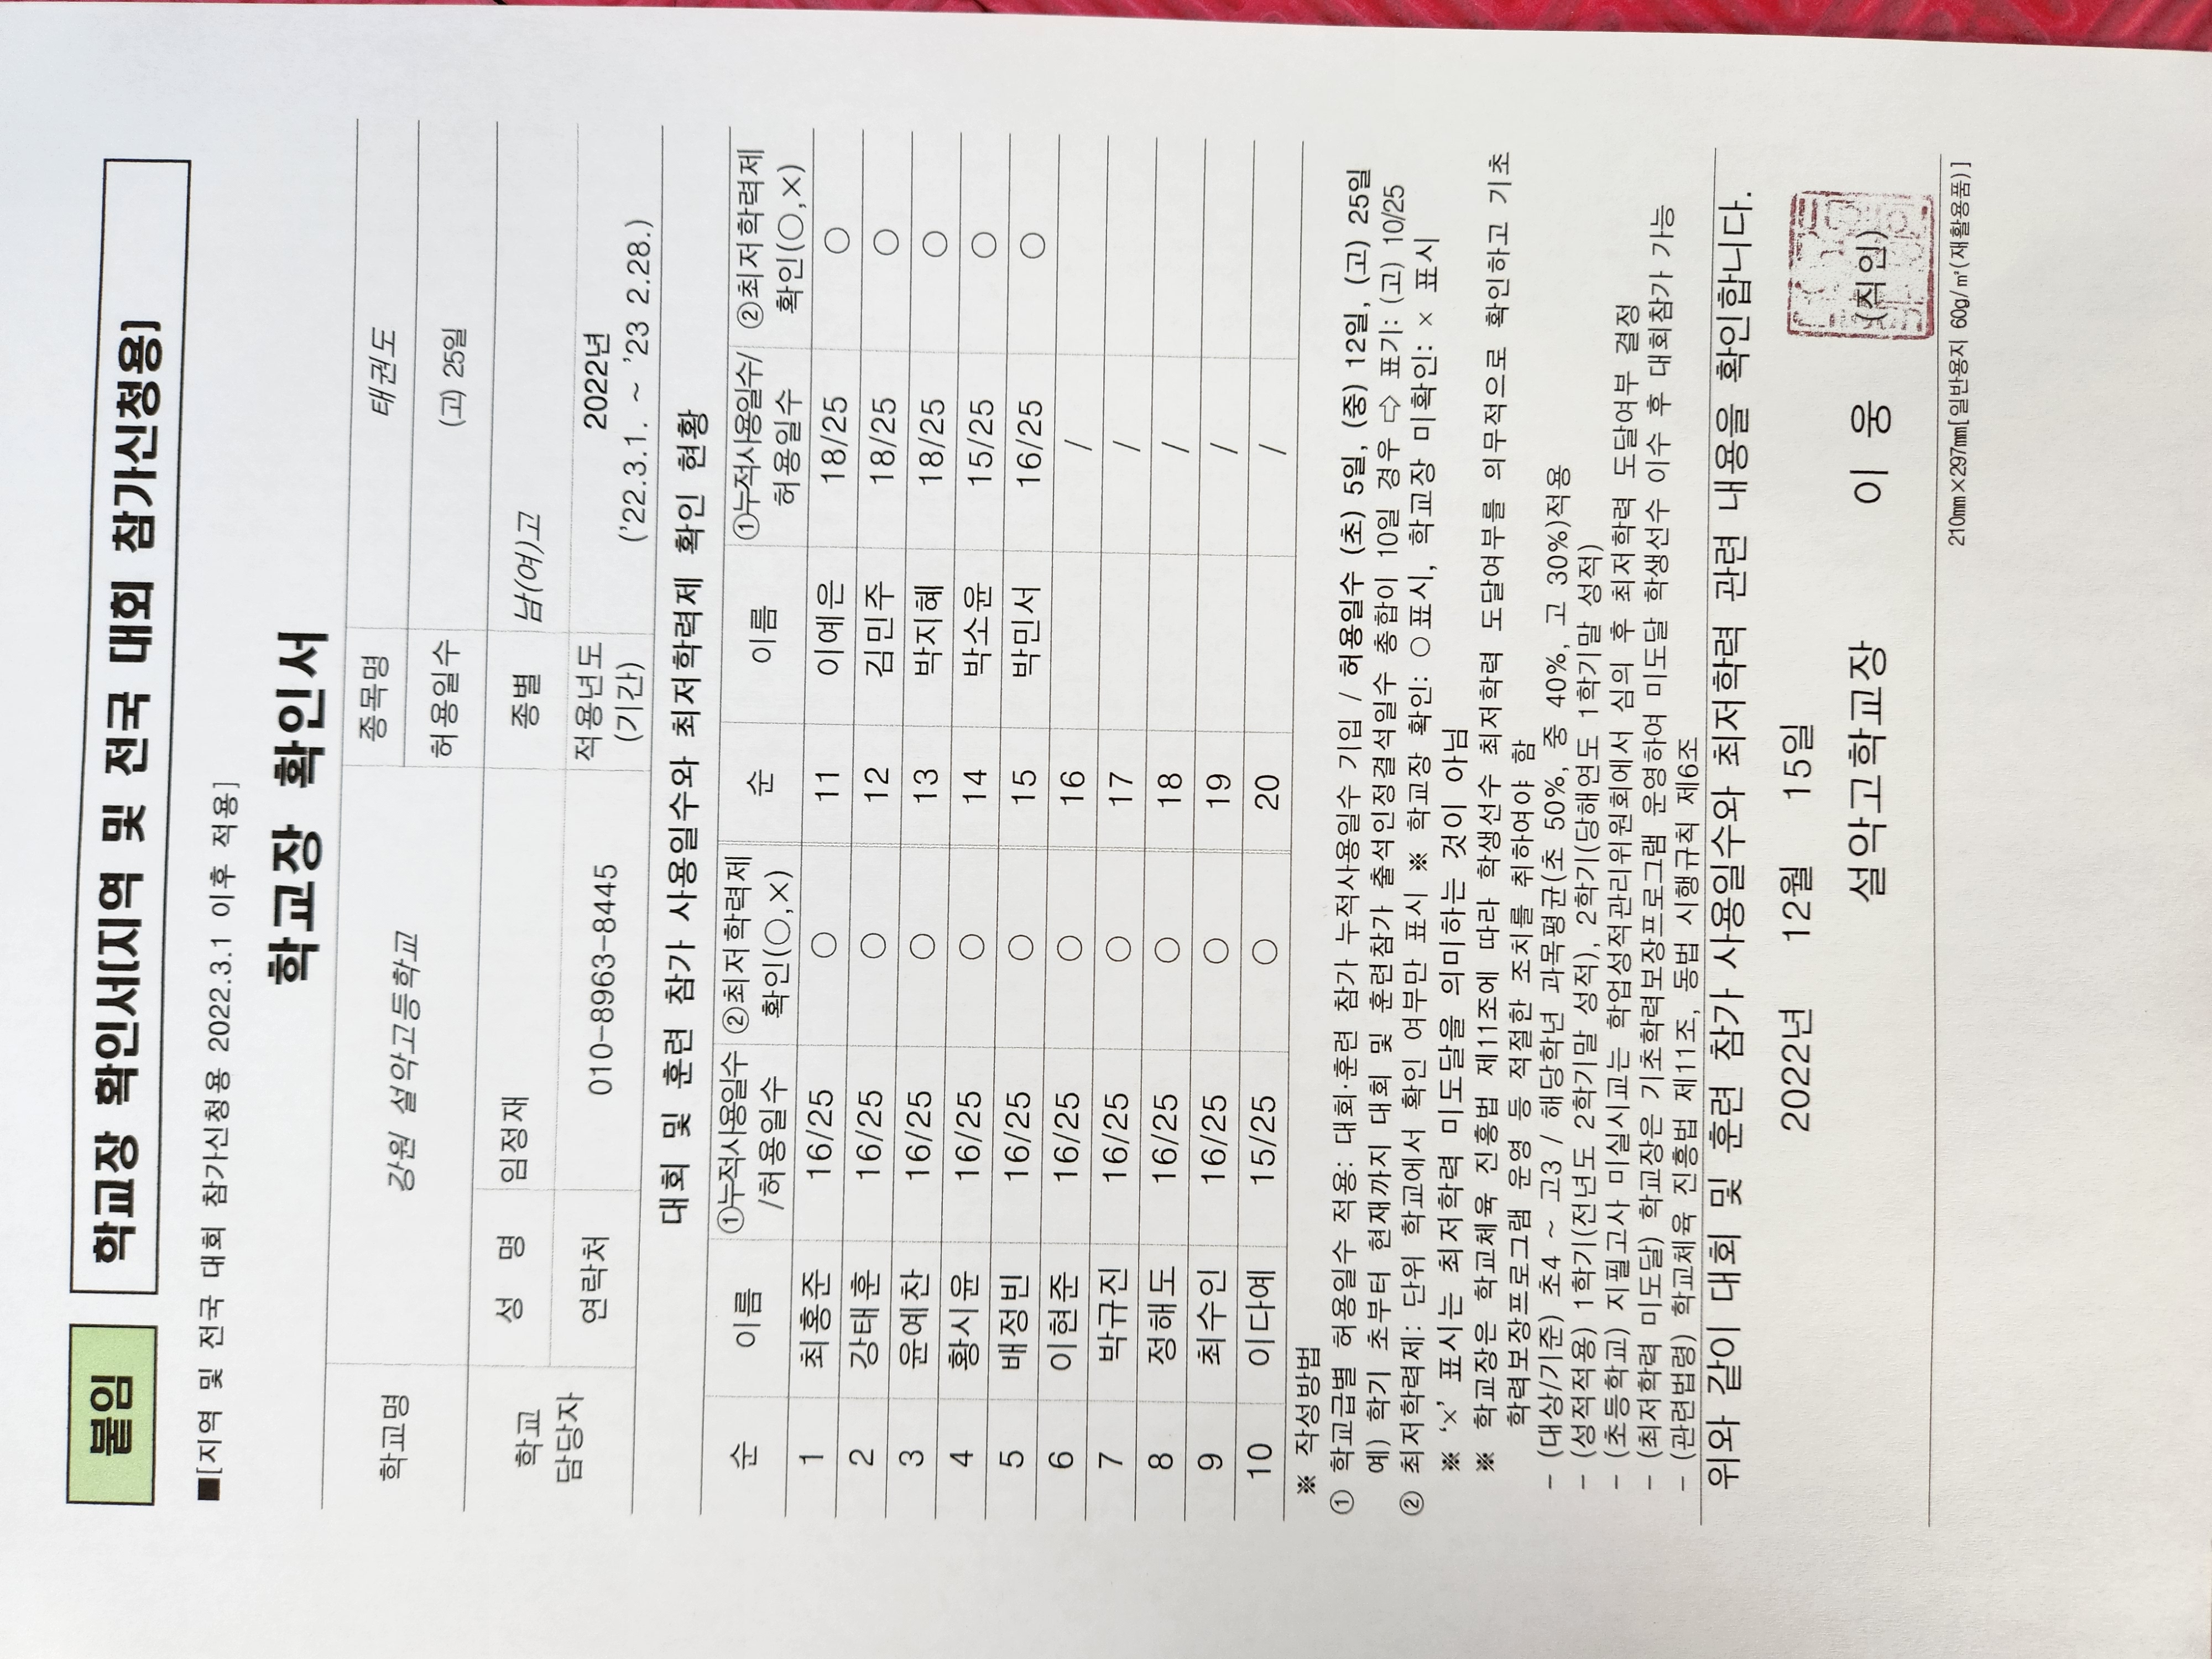 붙임 학교장 확인서(지역 및 전국 대회 참가신청용)
■[지역 및 전국 대회 참가신청용 2022.3.1 이후 적용]
학교장 확인서
학교명 강원 설악고등학교 종목명 태권도
허용일수 (고) 25일
학교 담당자 성 명 임정재 종별 남(여)고
연락처 010-8963-8445 적용년도 (기간) 2022년
('22.3.1. ~ '23 2.28.)
대회 및 훈련 참가 사용일수와 최저학력제 확인 현황
순 이름 ①누적사용일수 /허용일수 ②최저학력제 확인(○,×) 순 이름 ①누적사용일수/ 허용일수 ②최저학력제 확인(○,×)
1 최홍준 16/25 ○ 11 이예은 18/25 ○
2 강태훈 16/25 ○ 12 김민주 18/25 ○
3 윤예찬 16/25 ○ 13 박지혜 18/25 ○
4 황시윤 16/25 ○ 14 박소윤 15/25 ○
5 배정빈 16/25 ○ 15 박민서 16/25 ○
6 이현준 16/25 ○ 16 /
7 박규진 16/25 ○ 17 /
8 정해도 16/25 ○ 18 /
9 최수인 16/25 ○ 19 /
10 이다예 15/25 ○ 20 /
※ 작성방법
① 학교급별 허용일수 적용: 대회·훈련 참가 누적사용일수 기입 / 허용일수 (초) 5일, (중) 12일, (고) 25일
예) 학기 초부터 현재까지 대회 및 훈련참가 출석인정결석일수 총합이 10일 경우 ⇨ 표기: (고) 10/25
② 최저학력제: 단위 학교에서 확인 여부만 표시 ※ 학교장 확인: ○ 표시, 학교장 미확인: × 표시
※ ‘×’ 표시는 최저학력 미도달을 의미하는 것이 아님
※ 학교장은 학교체육 진흥법 제11조에 따라 학생선수 최저학력 도달여부를 의무적으로 확인하고 기초
학력보장프로그램 운영 등 적절한 조치를 취하여야 함
- (대상/기준) 초4 ~ 고3 / 해당학년 과목평균(초 50%, 중 40%, 고 30%)적용
- (성적적용) 1학기(전년도 2학기말 성적), 2학기(당해연도 1학기말 성적)
- (초등학교) 지필고사 미실시교는 학업성적관리위원회에서 심의 후 최저학력 도달여부 결정
- (최저학력 미도달) 학교장은 기초학력보장프로그램 운영하여 미도달 학생선수 이수 후 대회참가 가능
- (관련법령) 학교체육 진흥법 제11조, 동법 시행규칙 제6조
위와 같이 대회 및 훈련 참가 사용일수와 최저학력 관련 내용을 확인합니다.
2022년 12월 15일
설악고학교장 이 웅 (직인)
210㎜×297㎜[일반용지 60g/㎡(재활용품)]